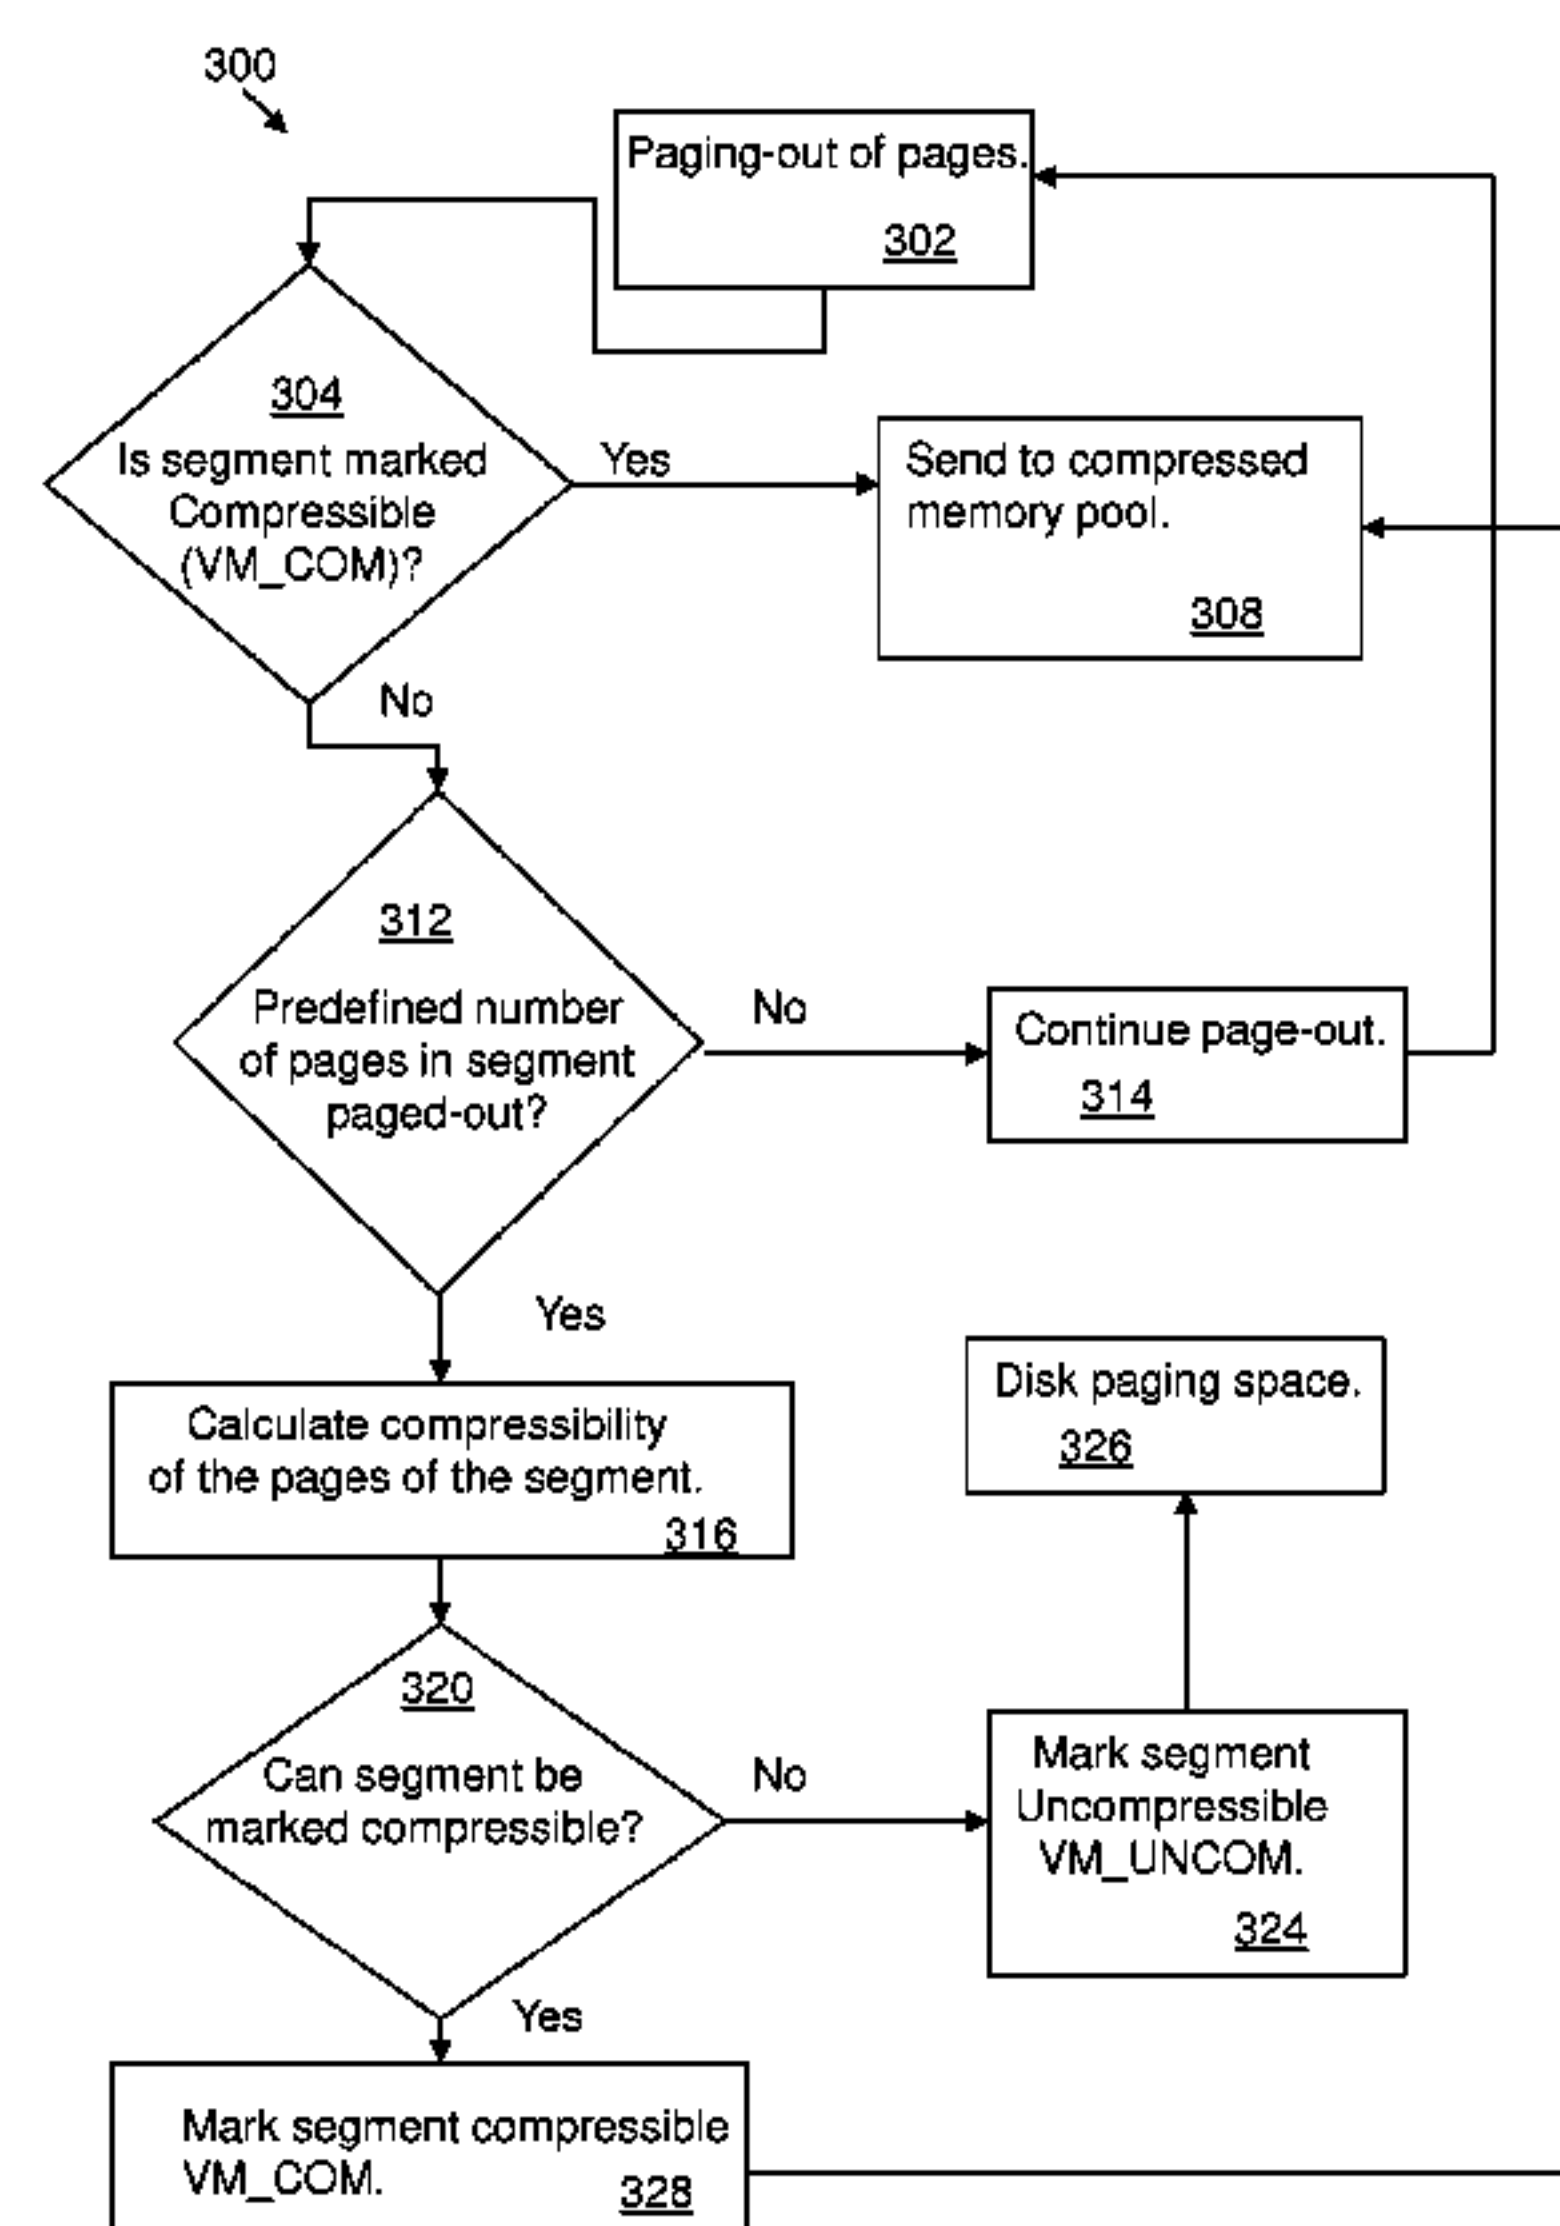 300
Paging-out of pages.
302
304
Is segment marked
Compressible
(VM_COM)?
Yes
Send to compressed
memory pool.
308
No
312
Predefined number
of pages in segment
paged-out?
No
Continue page-out.
314
Yes
Calculate compressibility
of the pages of the segment.
316
Disk paging space.
326
320
Can segment be
marked compressible?
No
Mark segment
Uncompressible
VM_UNCOM.
324
Yes
Mark segment compressible
VM_COM.
328